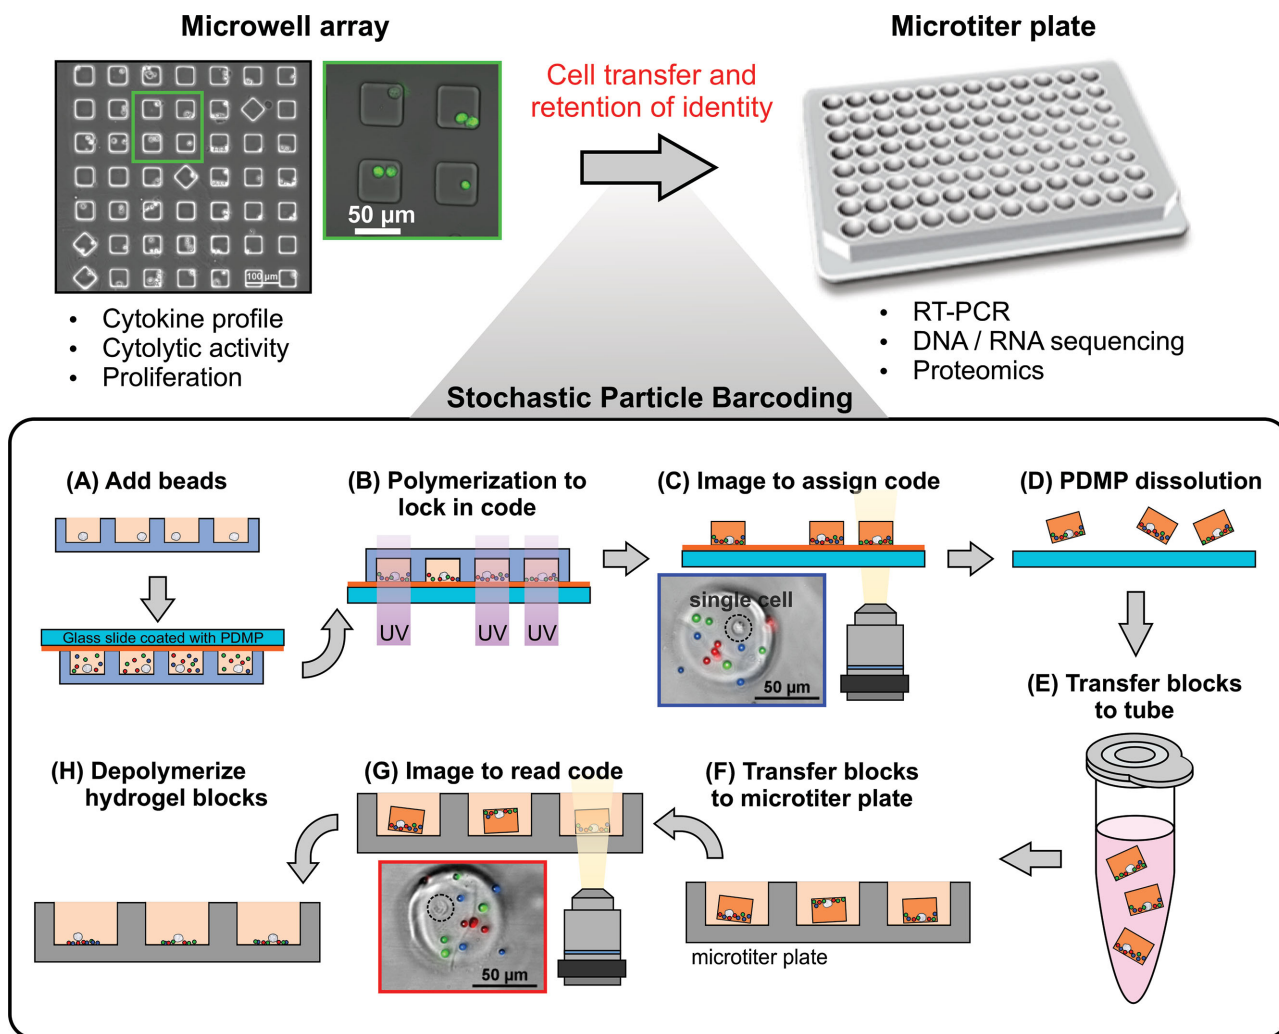 Microwell array
Microtiter plate
Cell transfer and
retention of identity
50 µm
100 µm
• Cytokine profile
• Cytolytic activity
• Proliferation
• RT-PCR
• DNA / RNA sequencing
• Proteomics
Stochastic Particle Barcoding
(A) Add beads
(B) Polymerization to
lock in code
(C) Image to assign code
(D) PDMP dissolution
Glass slide coated with PDMP
UV
UV
UV
single cell
50 µm
(E) Transfer blocks
to tube
(H) Depolymerize
hydrogel blocks
(G) Image to read code
(F) Transfer blocks
to microtiter plate
50 µm
microtiter plate